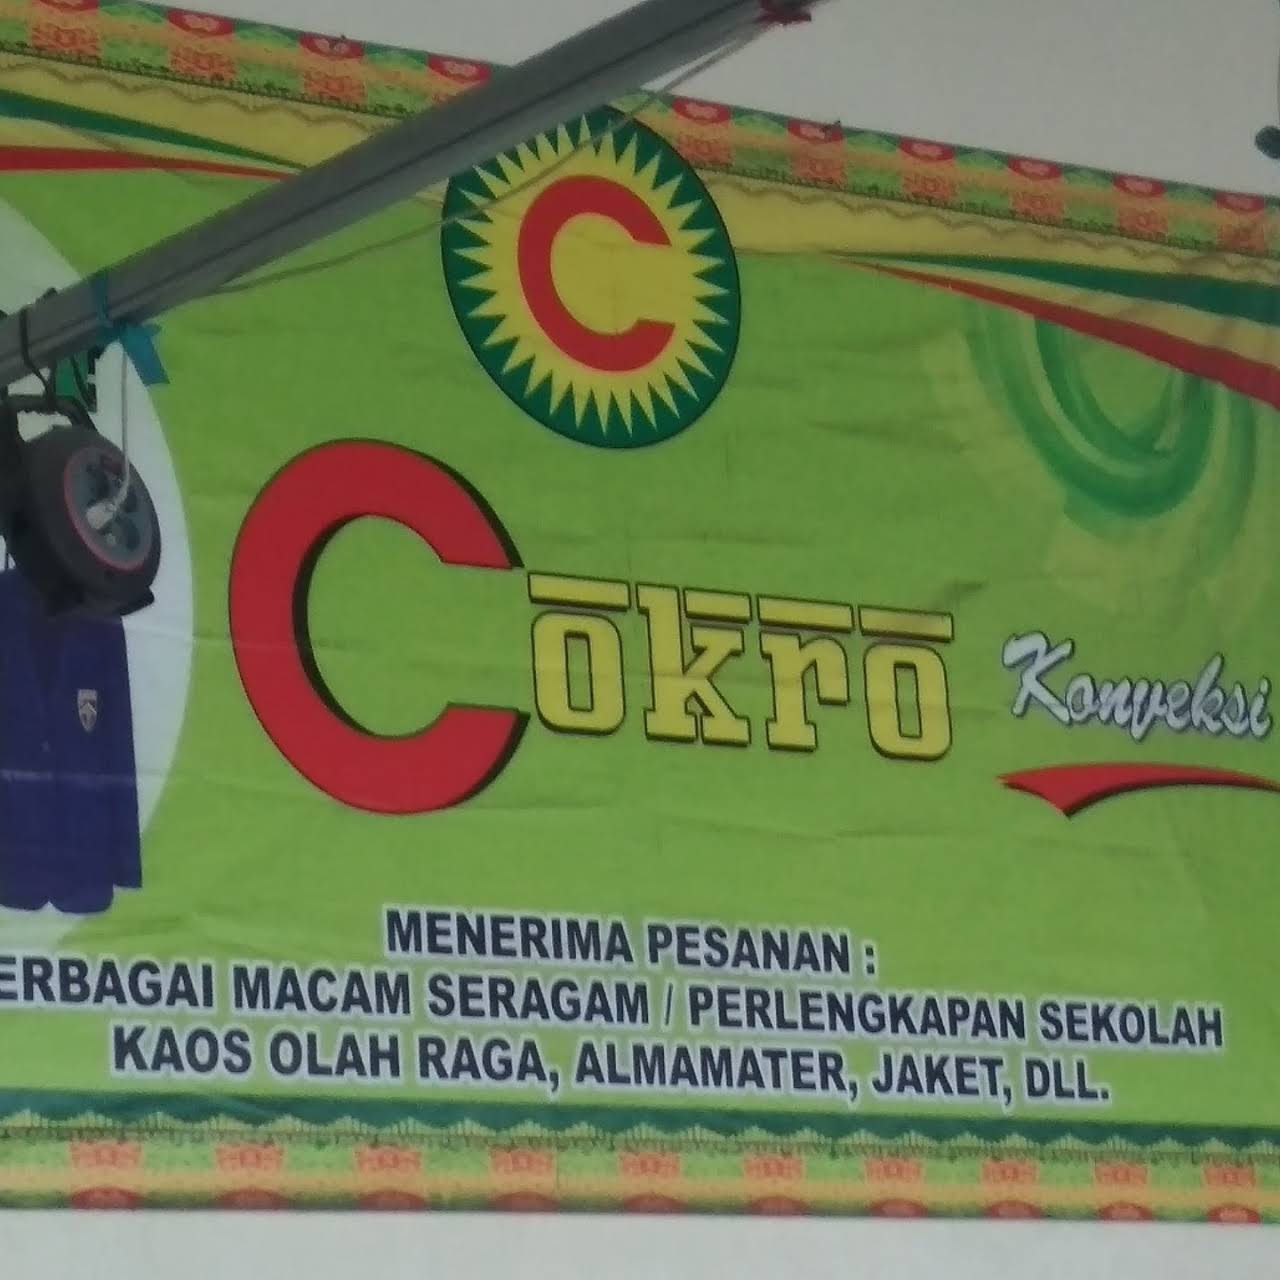 C
Cokro Konveksi
MENERIMA PESANAN :
ERBAGAI MACAM SERAGAM / PERLENGKAPAN SEKOLAH
KAOS OLAH RAGA, ALMAMATER, JAKET, DLL.